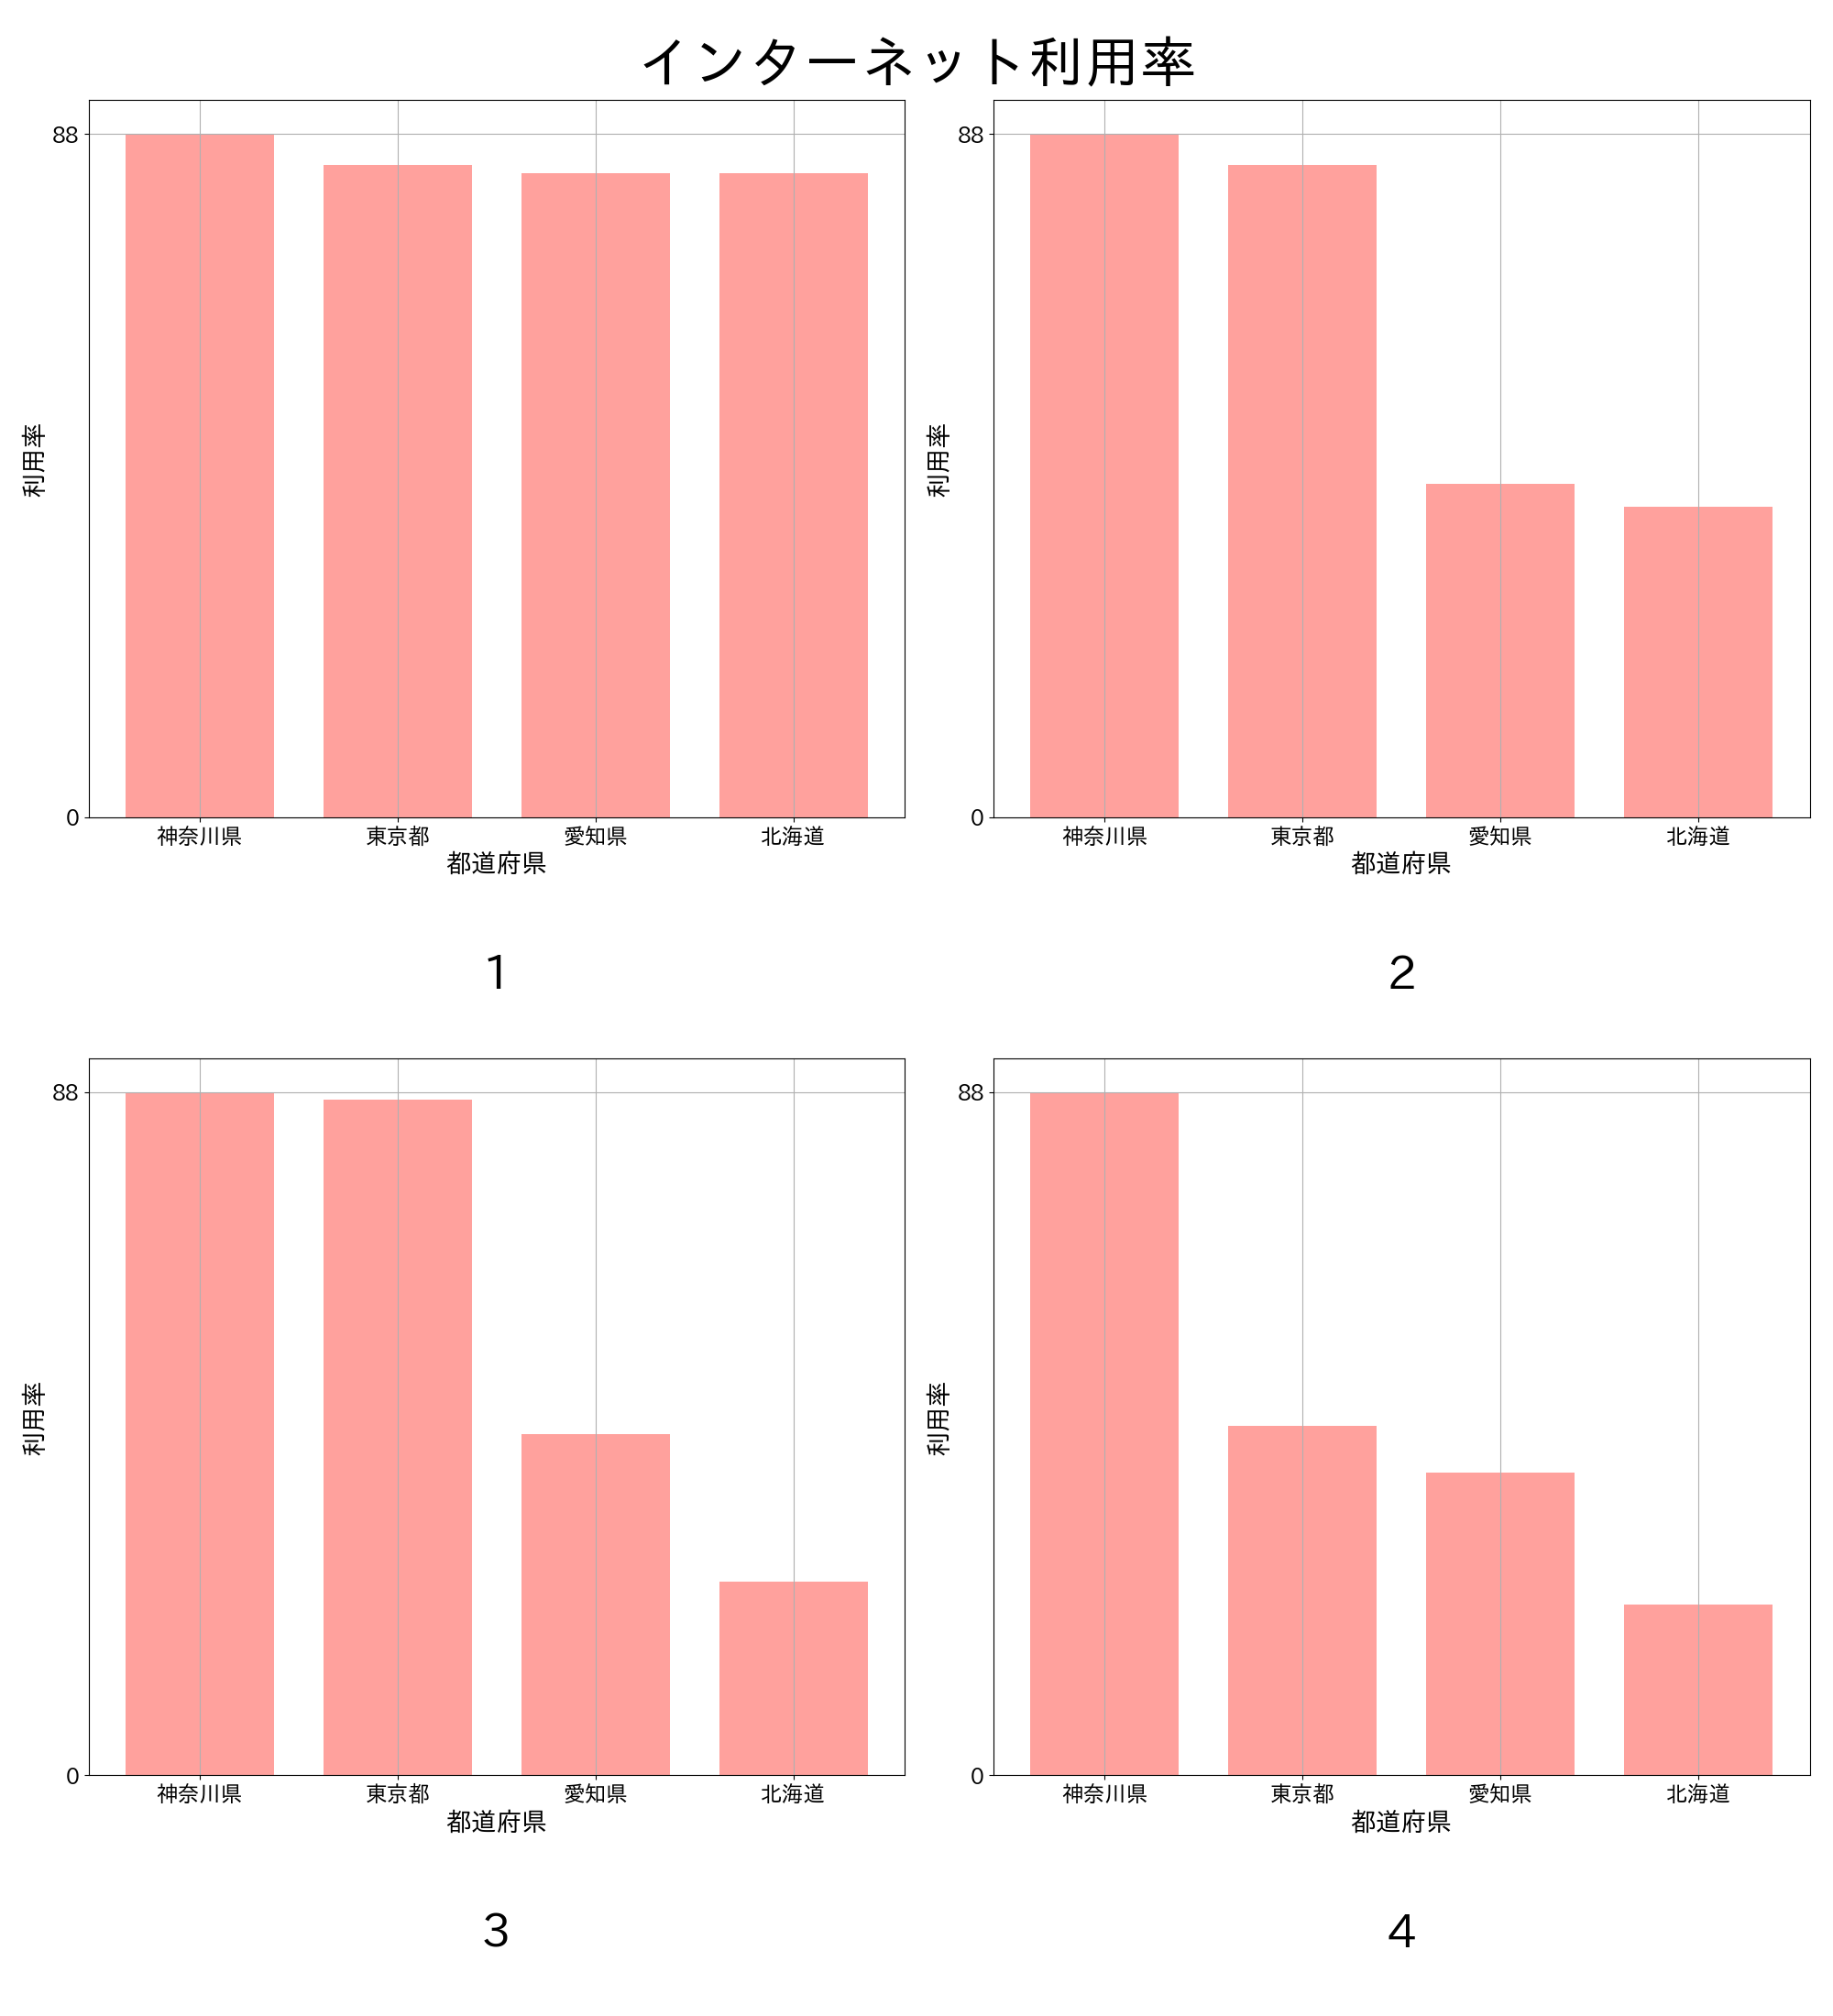 インターネット利用率
88
0
利用率
神奈川県 東京都 愛知県 北海道
都道府県
1
88
0
利用率
神奈川県 東京都 愛知県 北海道
都道府県
2
88
0
利用率
神奈川県 東京都 愛知県 北海道
都道府県
3
88
0
利用率
神奈川県 東京都 愛知県 北海道
都道府県
4